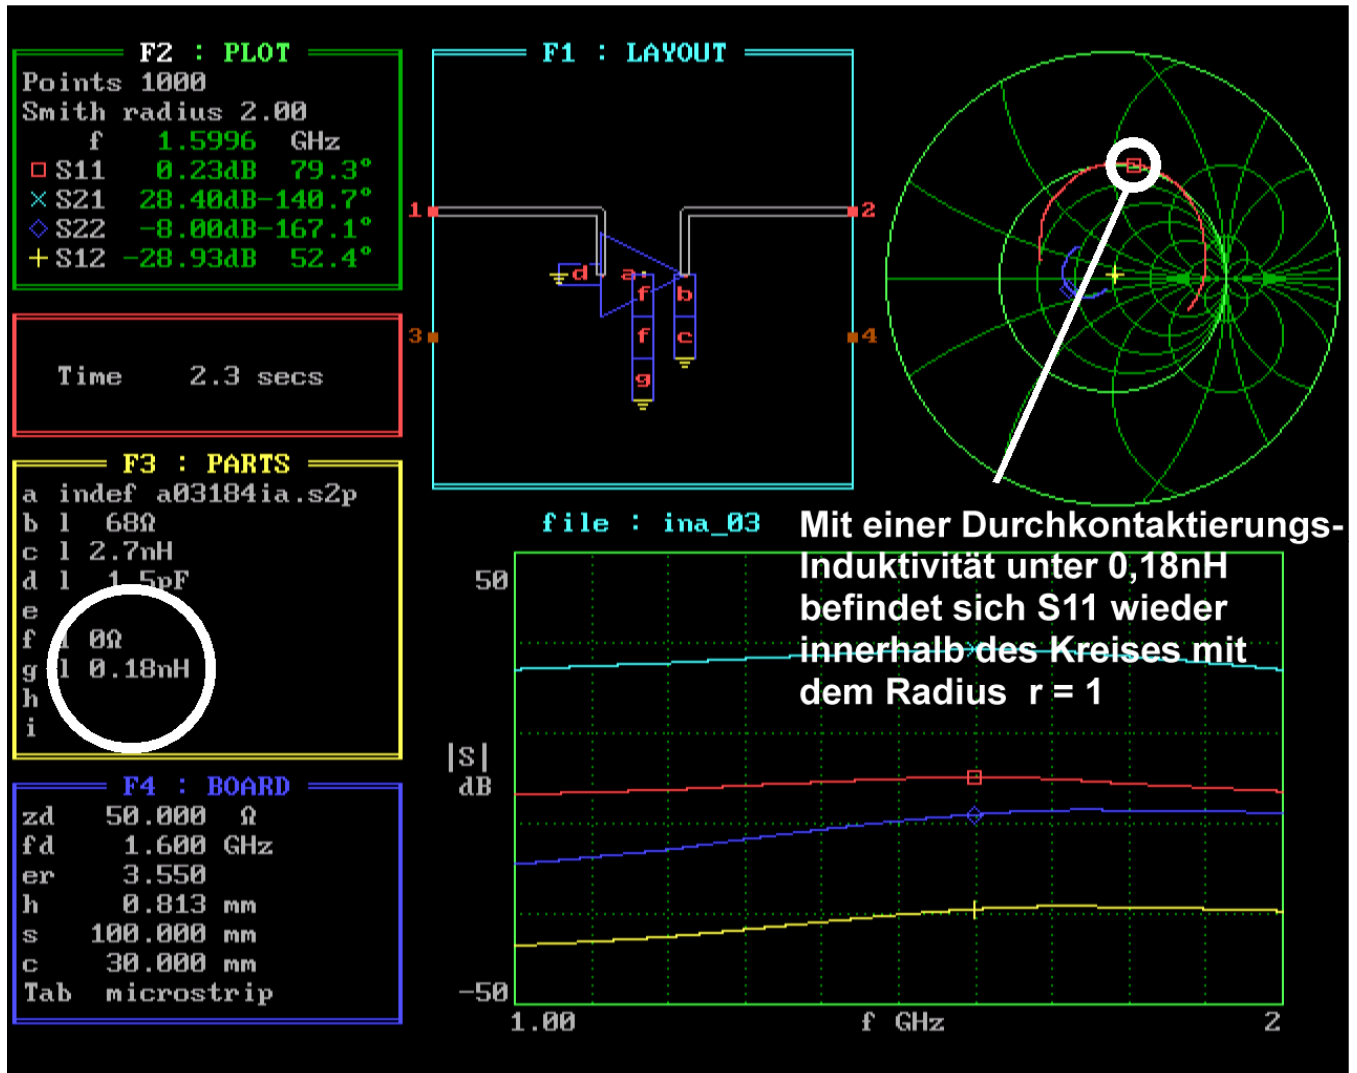 F2 : PLOT
Points 1000
Smith radius 2.00
f 1.5996 GHz
S11 0.23dB 79.3°
S21 28.40dB-140.7°
S22 -8.00dB-167.1°
S12 -28.93dB 52.4°
Time 2.3 secs
F3 : PARTS
a indef a03184ia.s2p
b l 68Ω
c l 2.7nH
d l 1.5pF
e
f l 0Ω
g l 0.18nH
h
i
F4 : BOARD
zd 50.000 Ω
fd 1.600 GHz
er 3.550
h 0.813 mm
s 100.000 mm
c 30.000 mm
Tab microstrip
F1 : LAYOUT
1 2
d a f b
3 f c 4
g
file : ina_03
Mit einer Durchkontaktierungs-
Induktivität unter 0,18nH
befindet sich S11 wieder
innerhalb des Kreises mit
dem Radius r = 1
50
|S|
dB
-50
1.00 f GHz 2